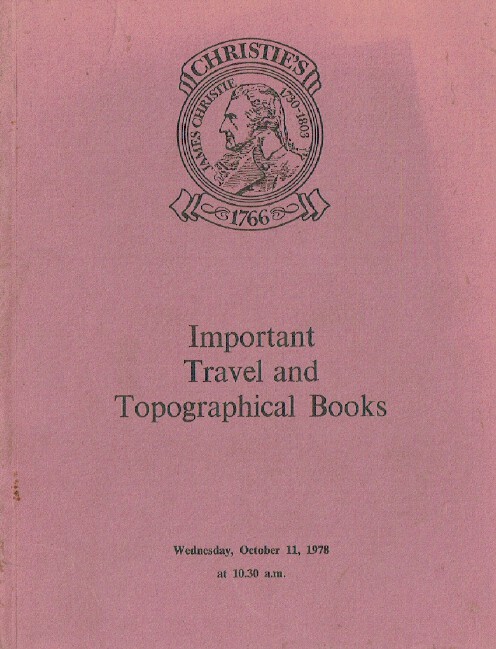 CHRISTIE'S
JAMES CHRISTIE 1730-1803
1766
Important
Travel and
Topographical Books
Wednesday, October 11, 1978
at 10.30 a.m.